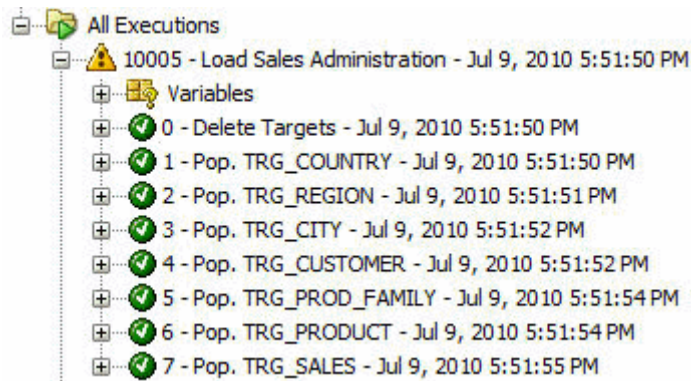 All Executions
10005 - Load Sales Administration - Jul 9, 2010 5:51:50 PM
Variables
0 - Delete Targets - Jul 9, 2010 5:51:50 PM
1 - Pop. TRG_COUNTRY - Jul 9, 2010 5:51:50 PM
2 - Pop. TRG_REGION - Jul 9, 2010 5:51:51 PM
3 - Pop. TRG_CITY - Jul 9, 2010 5:51:52 PM
4 - Pop. TRG_CUSTOMER - Jul 9, 2010 5:51:52 PM
5 - Pop. TRG_PROD_FAMILY - Jul 9, 2010 5:51:54 PM
6 - Pop. TRG_PRODUCT - Jul 9, 2010 5:51:54 PM
7 - Pop. TRG_SALES - Jul 9, 2010 5:51:55 PM